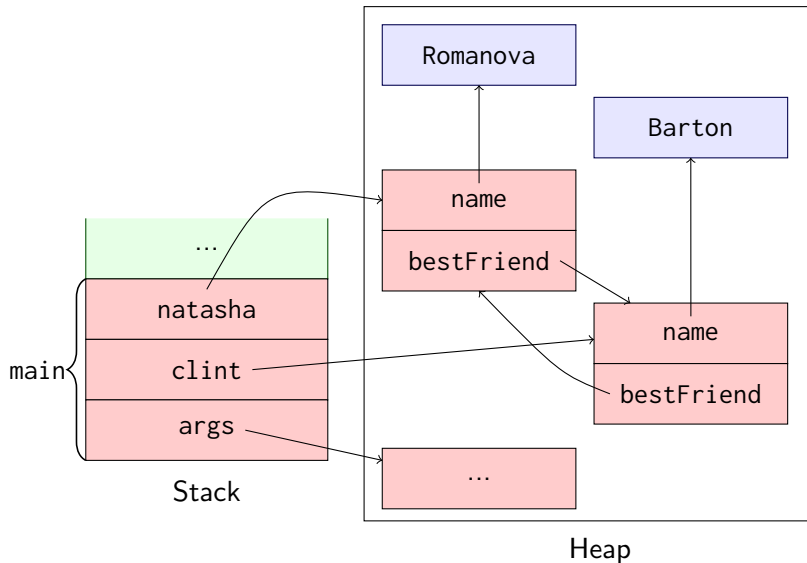 Romanova
Barton
name
bestFriend
...
natasha
clint
args
main
Stack
name
bestFriend
...
Heap